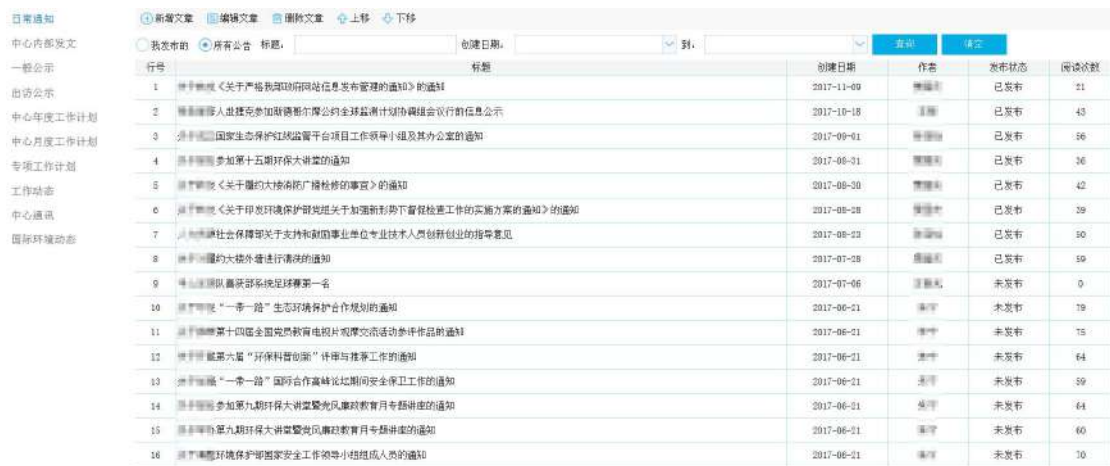 日常通知
中心内部发文
一般公示
出访公示
中心年度工作计划
中心月度工作计划
专项工作计划
工作动态
中心通讯
国际环境动态
新增文章 编辑文章 删除文章 上移 下移
我发布的 所有公告 标题: 创建日期: 到: 查询 清空
行号 标题 创建日期 作者 发布状态 阅读次数
1 《关于严格我部政府网站信息发布管理的通知》的通知 2017-11-09 已发布 21
2 人赴捷克参加斯德哥尔摩公约全球监测计划协调组会议行前信息公示 2017-10-18 已发布 43
3 国家生态保护红线监管平台项目工作领导小组及其办公室的通知 2017-09-01 已发布 56
4 参加第十五期环保大讲堂的通知 2017-08-31 已发布 36
5 《关于履约大楼消防广播检修的事宜》的通知 2017-08-30 已发布 42
6 《关于印发环境保护部党组关于加强新形势下督促检查工作的实施方案的通知》的通知 2017-08-28 已发布 39
7 社会保障部关于支持和鼓励事业单位专业技术人员创新创业的指导意见 2017-08-23 已发布 50
8 履约大楼外墙进行清洗的通知 2017-07-28 已发布 59
9 队喜获部系统足球赛第一名 2017-07-06 未发布 0
10 “一带一路”生态环境保护合作规划的通知 2017-06-21 未发布 79
11 第十四届全国党员教育电视片观摩交流活动参评作品的通知 2017-06-21 未发布 75
12 第六届“环保科普创新”评审与推荐工作的通知 2017-06-21 未发布 64
13 “一带一路”国际合作高峰论坛期间安全保卫工作的通知 2017-06-21 未发布 59
14 参加第九期环保大讲堂暨党风廉政教育月专题讲座的通知 2017-06-21 未发布 64
15 第九期环保大讲堂暨党风廉政教育月专题讲座的通知 2017-06-21 未发布 60
16 环境保护部国家安全工作领导小组组成人员的通知 2017-06-21 未发布 70